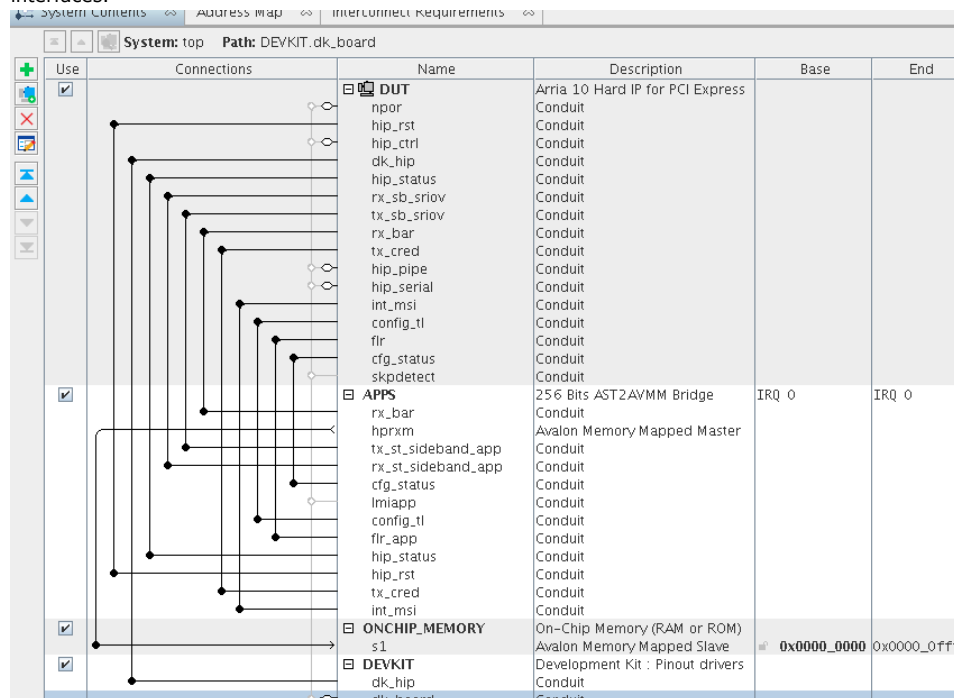 interfaces.
System Contents Address Map Interconnect Requirements
System: top Path: DEVKIT.dk_board
Use Connections Name Description Base End
DUT Arria 10 Hard IP for PCI Express
npor Conduit
hip_rst Conduit
hip_ctrl Conduit
dk_hip Conduit
hip_status Conduit
rx_sb_sriov Conduit
tx_sb_sriov Conduit
rx_bar Conduit
tx_cred Conduit
hip_pipe Conduit
hip_serial Conduit
int_msi Conduit
config_tl Conduit
flr Conduit
cfg_status Conduit
skpdetect Conduit
APPS 256 Bits AST2AVMM Bridge IRQ 0 IRQ 0
rx_bar Conduit
hprxm Avalon Memory Mapped Master
tx_st_sideband_app Conduit
rx_st_sideband_app Conduit
cfg_status Conduit
lmiapp Conduit
config_tl Conduit
flr_app Conduit
hip_status Conduit
hip_rst Conduit
tx_cred Conduit
int_msi Conduit
ONCHIP_MEMORY On-Chip Memory (RAM or ROM)
s1 Avalon Memory Mapped Slave 0x0000_0000 0x0000_0ff
DEVKIT Development Kit : Pinout drivers
dk_hip Conduit
dk_board Conduit